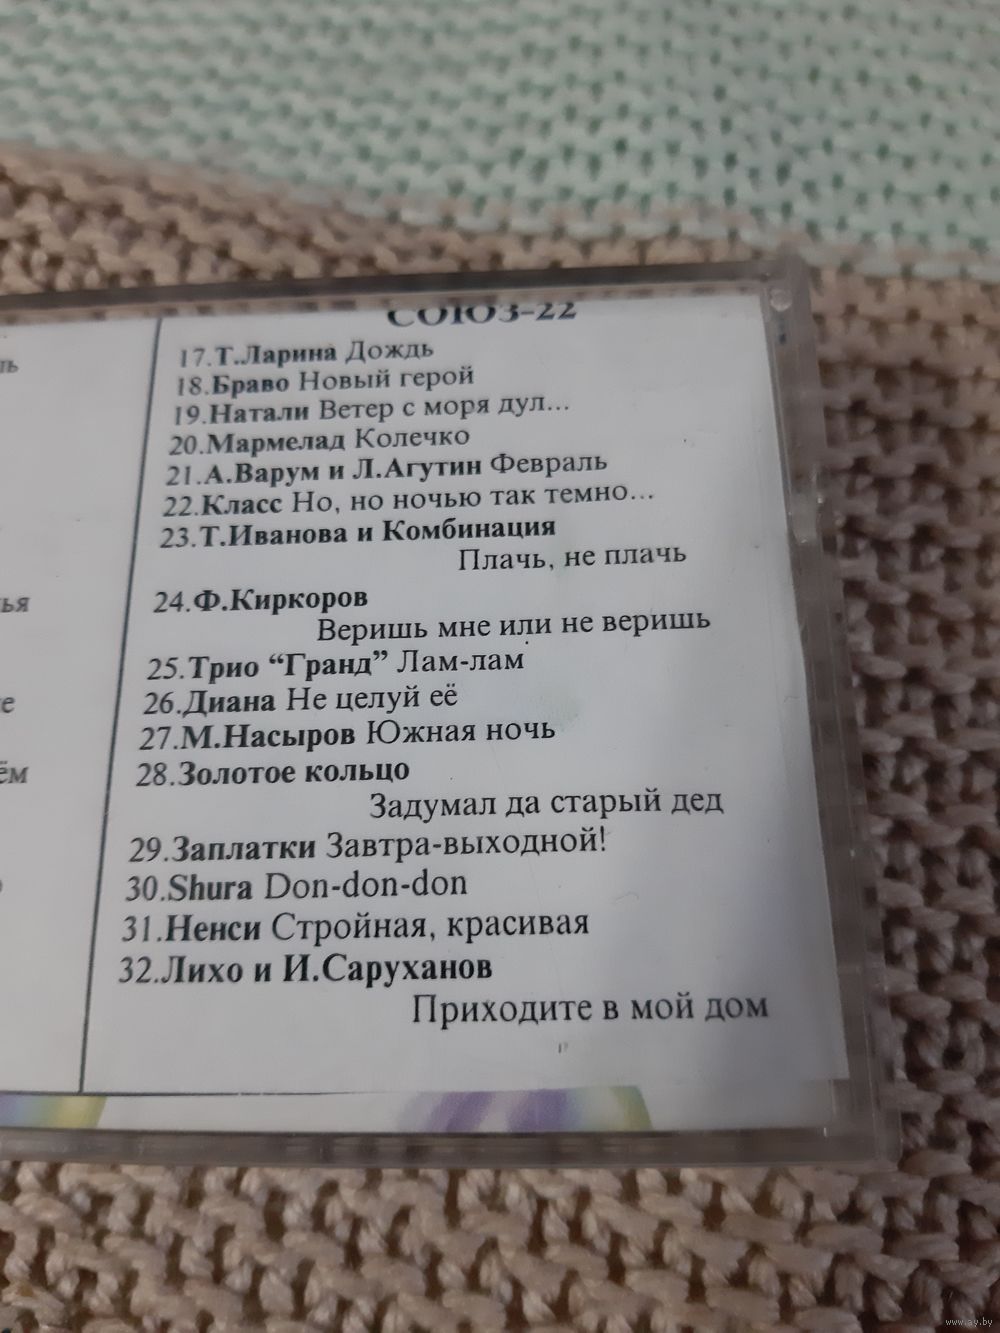 СОЮЗ-22
17.Т.Ларина Дождь
18.Браво Новый герой
19.Натали Ветер с моря дул...
20.Мармелад Колечко
21.А.Варум и Л.Агутин Февраль
22.Класс Но, но ночью так темно...
23.Т.Иванова и Комбинация
Плачь, не плачь
24.Ф.Киркоров
Веришь мне или не веришь
25.Трио “Гранд” Лам-лам
26.Диана Не целуй её
27.М.Насыров Южная ночь
28.Золотое кольцо
Задумал да старый дед
29.Заплатки Завтра-выходной!
30.Shura Don-don-don
31.Ненси Стройная, красивая
32.Лихо и И.Саруханов
Приходите в мой дом
www.ay.by